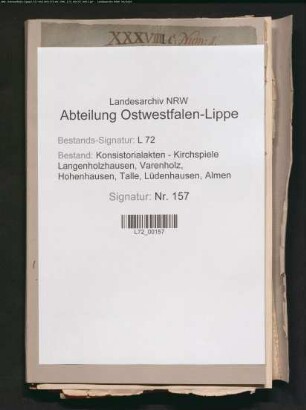 XXXVIII.
Landesarchiv NRW
Abteilung Ostwestfalen-Lippe
Bestands-Signatur: L 72
Bestand: Konsistorialakten - Kirchspiele
Langenholzhausen, Varenholz,
Hohenhausen, Talle, Lüdenhausen, Almen
Signatur: Nr. 157
L72_00157